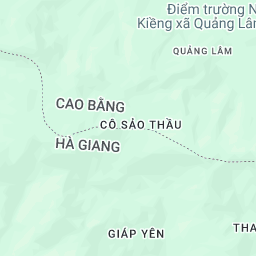 Điểm trường N
Kiềng xã Quảng Lâm
QUẢNG LÂM
CAO BẰNG
CÔ SẢO THẦU
HÀ GIANG
GIÁP YÊN
THA